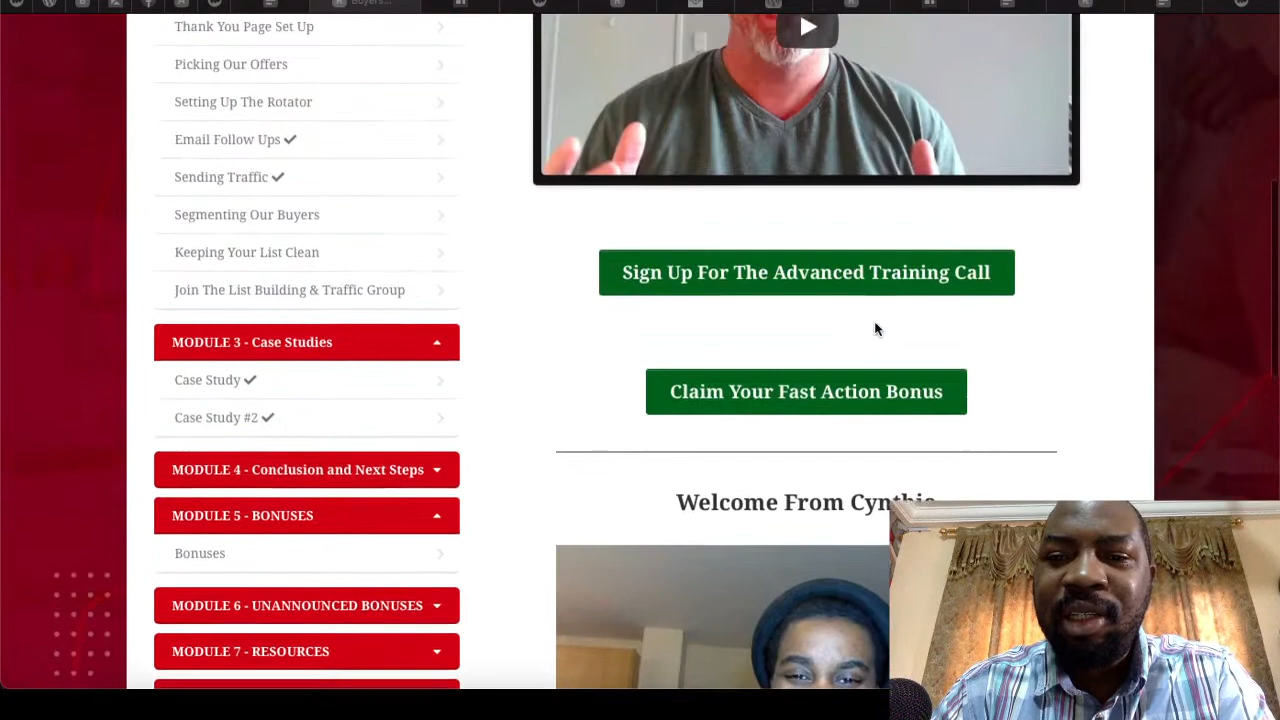 Buyers...
Thank You Page Set Up
Picking Our Offers
Setting Up The Rotator
Email Follow Ups
Sending Traffic
Segmenting Our Buyers
Keeping Your List Clean
Join The List Building & Traffic Group
MODULE 3 - Case Studies
Case Study
Case Study #2
MODULE 4 - Conclusion and Next Steps
MODULE 5 - BONUSES
Bonuses
MODULE 6 - UNANNOUNCED BONUSES
MODULE 7 - RESOURCES
Sign Up For The Advanced Training Call
Claim Your Fast Action Bonus
Welcome From